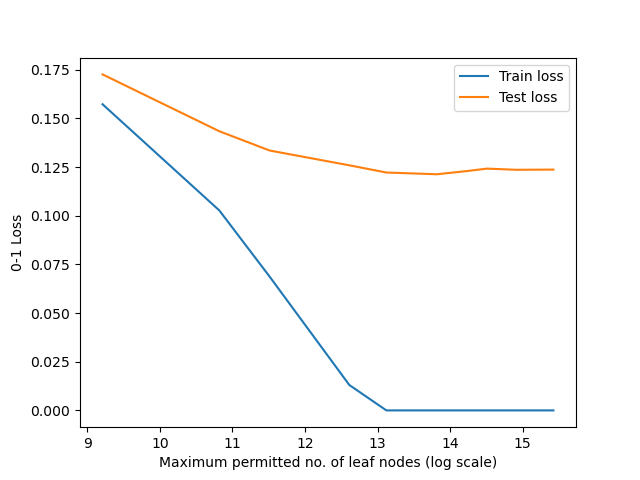 0.175
0.150
0.125
0.100
0.075
0.050
0.025
0.000
0-1 Loss
Train loss
Test loss
9 10 11 12 13 14 15
Maximum permitted no. of leaf nodes (log scale)